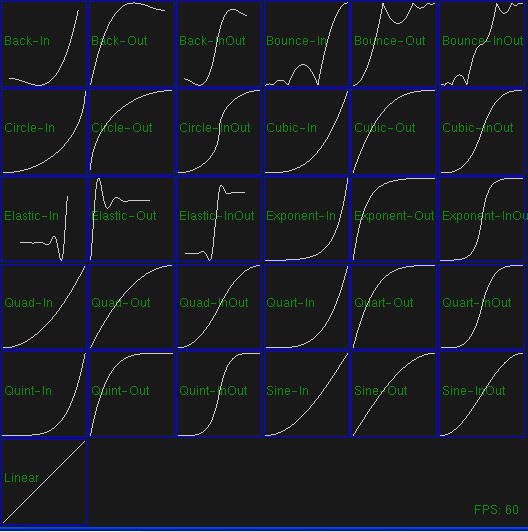 Back-In
Back-Out
Back-InOut
Bounce-In
Bounce-Out
Bounce-InOut
Circle-In
Circle-Out
Circle-InOut
Cubic-In
Cubic-Out
Cubic-InOut
Elastic-In
Elastic-Out
Elastic-InOut
Exponent-In
Exponent-Out
Exponent-InOu
Quad-In
Quad-Out
Quad-InOut
Quart-In
Quart-Out
Quart-InOut
Quint-In
Quint-Out
Quint-InOut
Sine-In
Sine-Out
Sine-InOut
Linear
FPS: 60